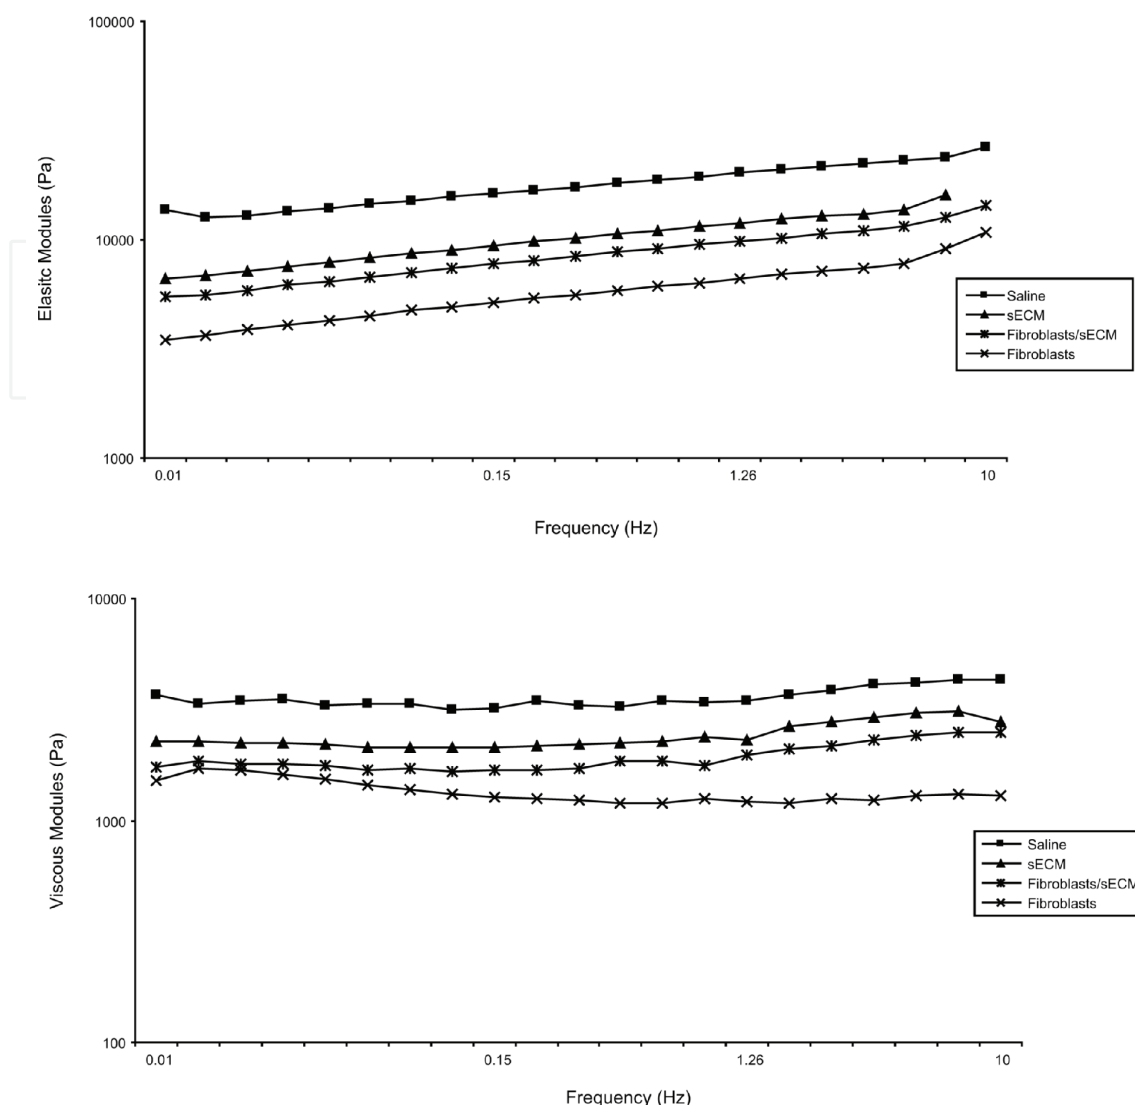 100000
10000
1000
Elasitc Modules (Pa)
0.01 0.15 1.26 10
Frequency (Hz)
Saline
sECM
Fibroblasts/sECM
Fibroblasts
10000
1000
100
Viscous Modules (Pa)
0.01 0.15 1.26 10
Frequency (Hz)
Saline
sECM
Fibroblasts/sECM
Fibroblasts